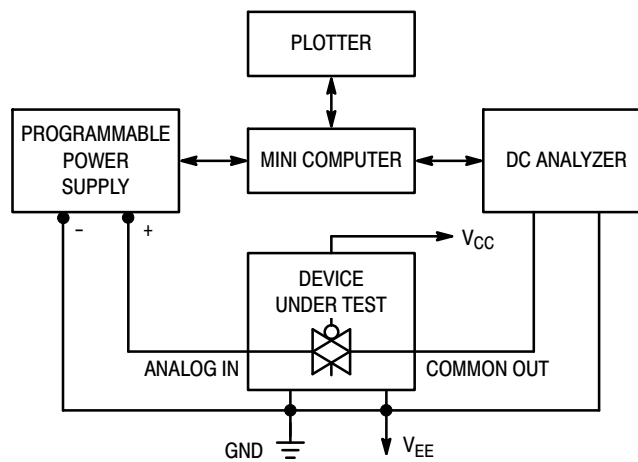 PLOTTER
PROGRAMMABLE
POWER
SUPPLY
MINI COMPUTER
DC ANALYZER
– +
VCC
DEVICE
UNDER TEST
ANALOG IN
COMMON OUT
GND
VEE